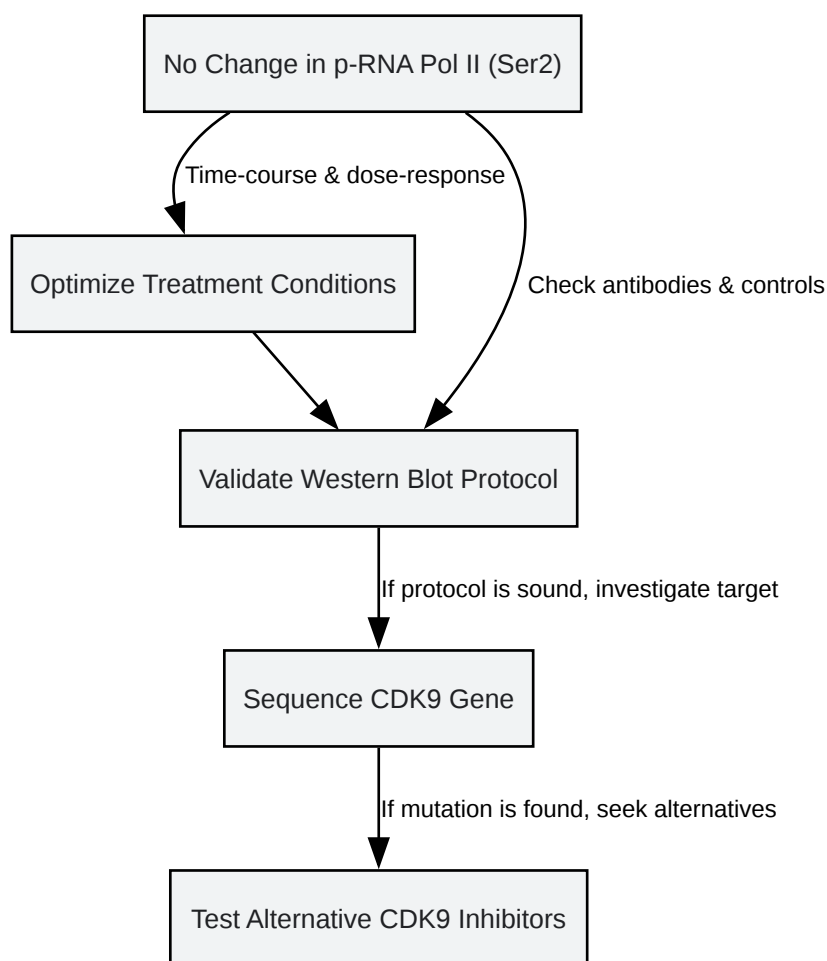 No Change in p-RNA Pol II (Ser2)
Time-course & dose-response
Optimize Treatment Conditions
Check antibodies & controls
Validate Western Blot Protocol
If protocol is sound, investigate target
Sequence CDK9 Gene
If mutation is found, seek alternatives
Test Alternative CDK9 Inhibitors